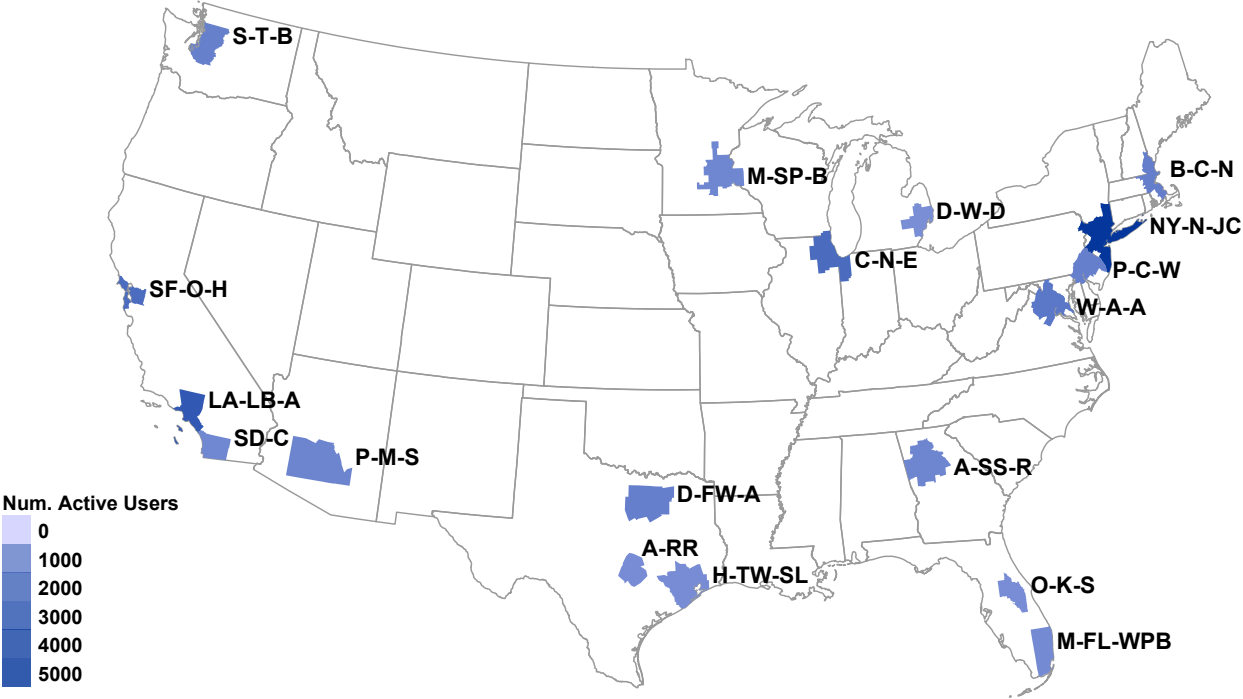 S-T-B
B-C-N
M-SP-B
D-W-D
NY-N-JC
C-N-E
P-C-W
SF-O-H
W-A-A
LA-LB-A
SD-C
P-M-S
A-SS-R
D-FW-A
Num. Active Users
0
1000
2000
3000
4000
5000
A-RR
H-TW-SL
O-K-S
M-FL-WPB